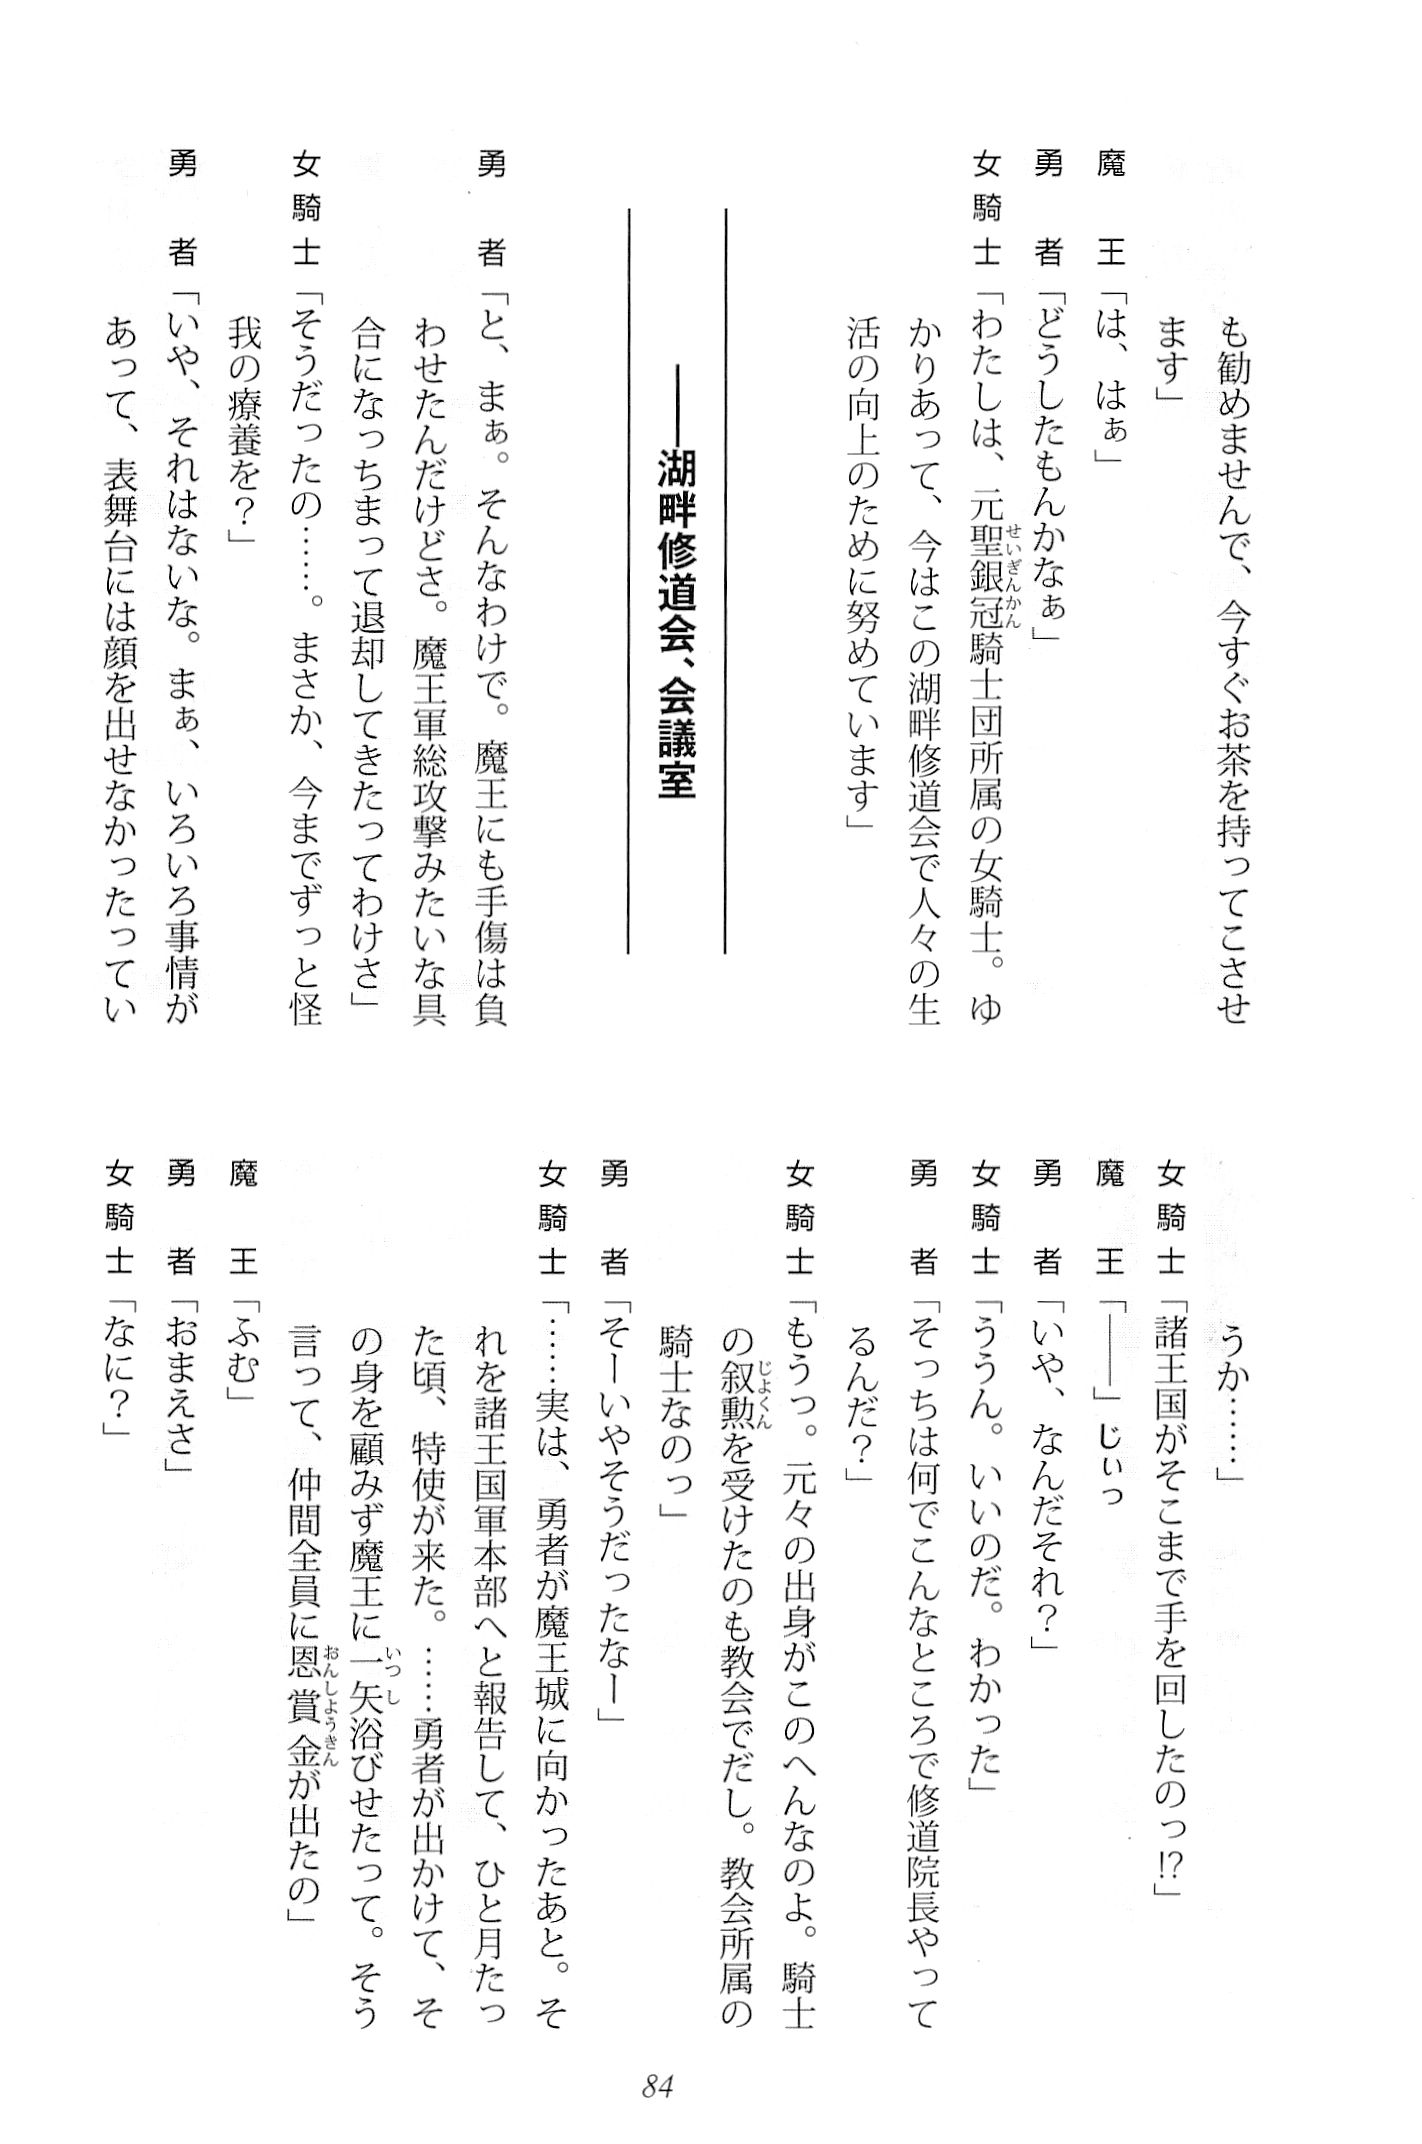 も勧めませんで、今すぐお茶を持ってこさせ
ます」
魔　王「は、はぁ」
勇　者「どうしたもんかなぁ」
女騎士「わたしは、元聖銀冠騎士団所属の女騎士。ゆ
かりあって、今はこの湖畔修道会で人々の生
活の向上のために努めています」
――湖畔修道会、会議室
勇　者「と、まぁ。そんなわけで。魔王にも手傷は負
わせたんだけどさ。魔王軍総攻撃みたいな具
合になっちまって退却してきたってわけさ」
女騎士「そうだったの……。まさか、今までずっと怪
我の療養を？」
勇　者「いや、それはないな。まぁ、いろいろ事情が
あって、表舞台には顔を出せなかったってい
うか……」
女騎士「諸王国がそこまで手を回したのっ!?」
魔　王「――」じぃっ
勇　者「いや、なんだそれ？」
女騎士「ううん。いいのだ。わかった」
勇　者「そっちは何でこんなところで修道院長やって
るんだ？」
女騎士「もうっ。元々の出身がこのへんなのよ。騎士
の叙勲を受けたのも教会でだし。教会所属の
騎士なのっ」
勇　者「そーいやそうだったなー」
女騎士「……実は、勇者が魔王城に向かったあと。そ
れを諸王国軍本部へと報告して、ひと月たっ
た頃、特使が来た。……勇者が出かけて、そ
の身を顧みず魔王に一矢浴びせたって。そう
言って、仲間全員に恩賞金が出たの」
魔　王「ふむ」
勇　者「おまえさ」
女騎士「なに？」
84